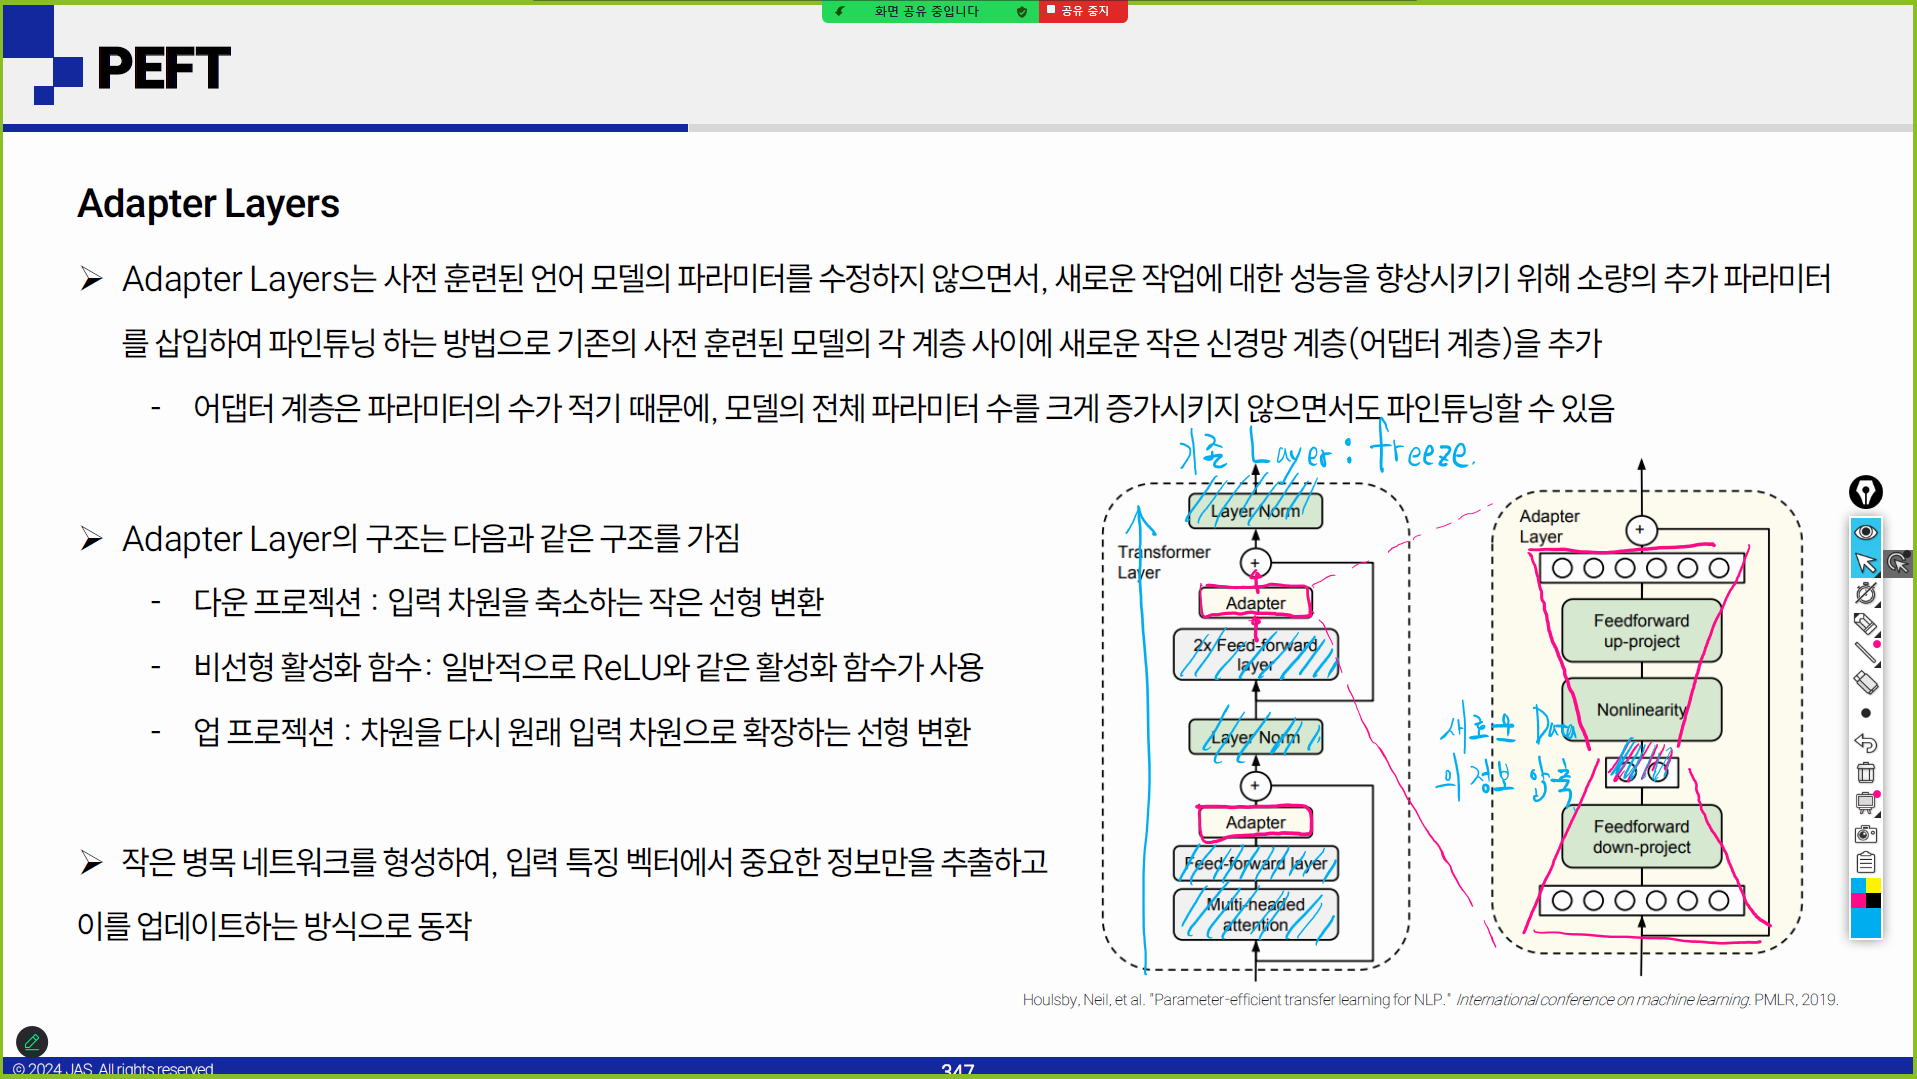 화면 공유 중입니다
공유 중지
PEFT
Adapter Layers
➢ Adapter Layers는 사전 훈련된 언어 모델의 파라미터를 수정하지 않으면서, 새로운 작업에 대한 성능을 향상시키기 위해 소량의 추가 파라미터
를 삽입하여 파인튜닝 하는 방법으로 기존의 사전 훈련된 모델의 각 계층 사이에 새로운 작은 신경망 계층(어댑터 계층)을 추가
- 어댑터 계층은 파라미터의 수가 적기 때문에, 모델의 전체 파라미터 수를 크게 증가시키지 않으면서도 파인튜닝할 수 있음
➢ Adapter Layer의 구조는 다음과 같은 구조를 가짐
- 다운 프로젝션 : 입력 차원을 축소하는 작은 선형 변환
- 비선형 활성화 함수: 일반적으로 ReLU와 같은 활성화 함수가 사용
- 업 프로젝션 : 차원을 다시 원래 입력 차원으로 확장하는 선형 변환
➢ 작은 병목 네트워크를 형성하여, 입력 특징 벡터에서 중요한 정보만을 추출하고
이를 업데이트하는 방식으로 동작
기존 Layer : freeze.
Layer Norm
Transformer
Layer
+
Adapter
2x Feed-forward
layer
Layer Norm
+
Adapter
Feed-forward layer
Multi-headed
attention
새로운 Data
의 정보 압축
Adapter
Layer
+
Feedforward
up-project
Nonlinearity
Feedforward
down-project
Houlsby, Neil, et al. "Parameter-efficient transfer learning for NLP." International conference on machine learning. PMLR, 2019.
© 2024 JAS. All rights reserved
347